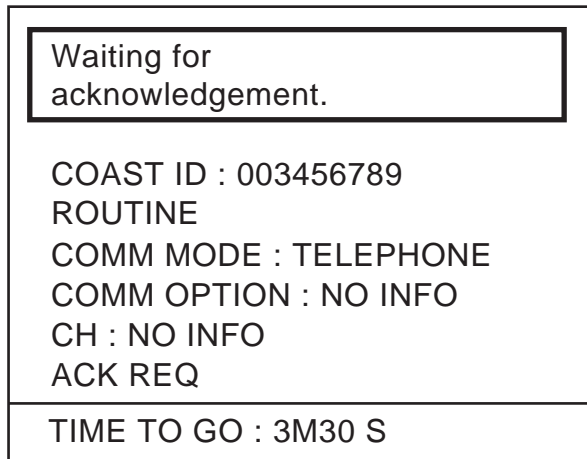 Waiting for
acknowledgement.
COAST ID : 003456789
ROUTINE
COMM MODE : TELEPHONE
COMM OPTION : NO INFO
CH : NO INFO
ACK REQ
TIME TO GO : 3M30 S